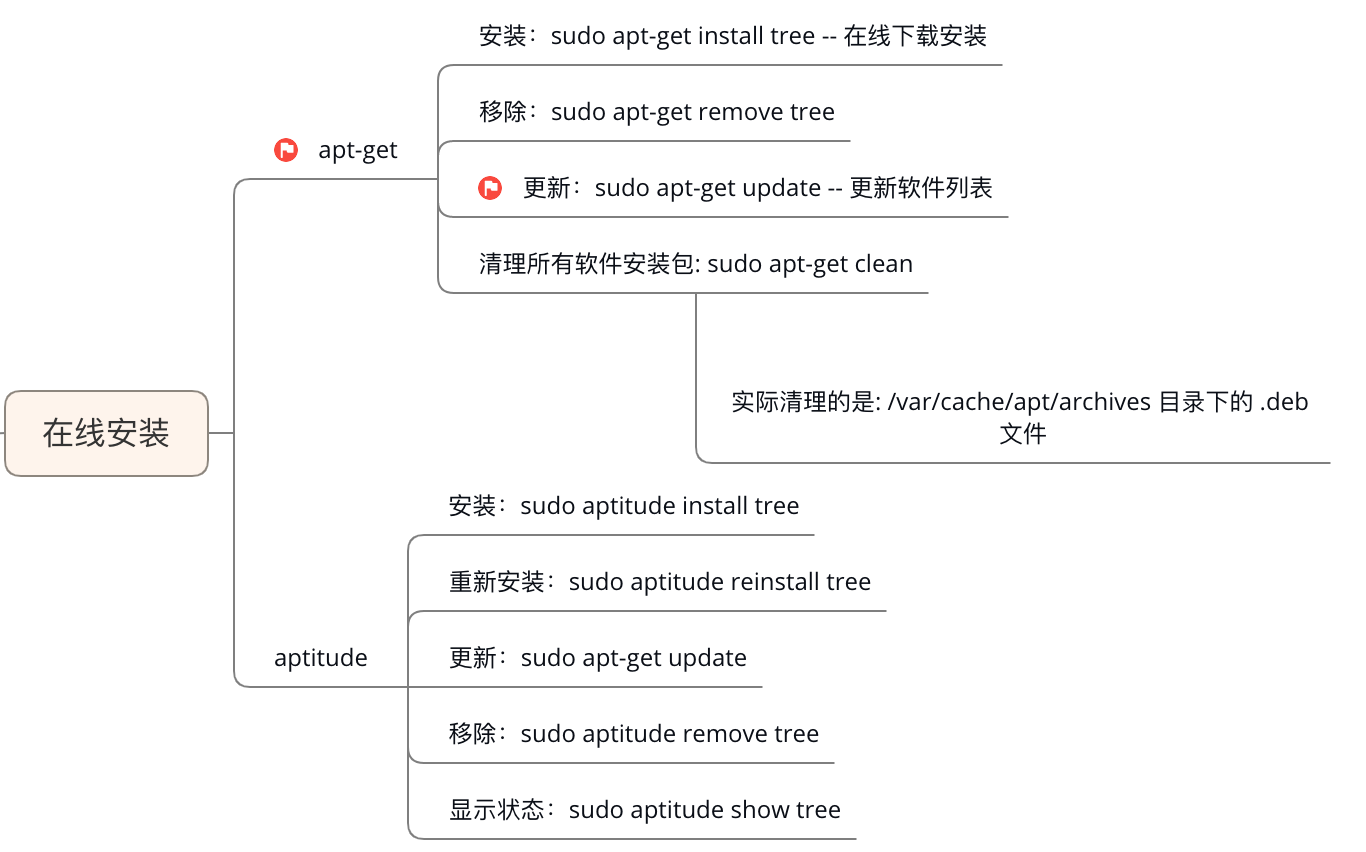 安装：sudo apt-get install tree -- 在线下载安装
移除：sudo apt-get remove tree
apt-get
更新：sudo apt-get update -- 更新软件列表
清理所有软件安装包: sudo apt-get clean
实际清理的是: /var/cache/apt/archives 目录下的 .deb
文件
在线安装
安装：sudo aptitude install tree
重新安装：sudo aptitude reinstall tree
aptitude
更新：sudo apt-get update
移除：sudo aptitude remove tree
显示状态：sudo aptitude show tree